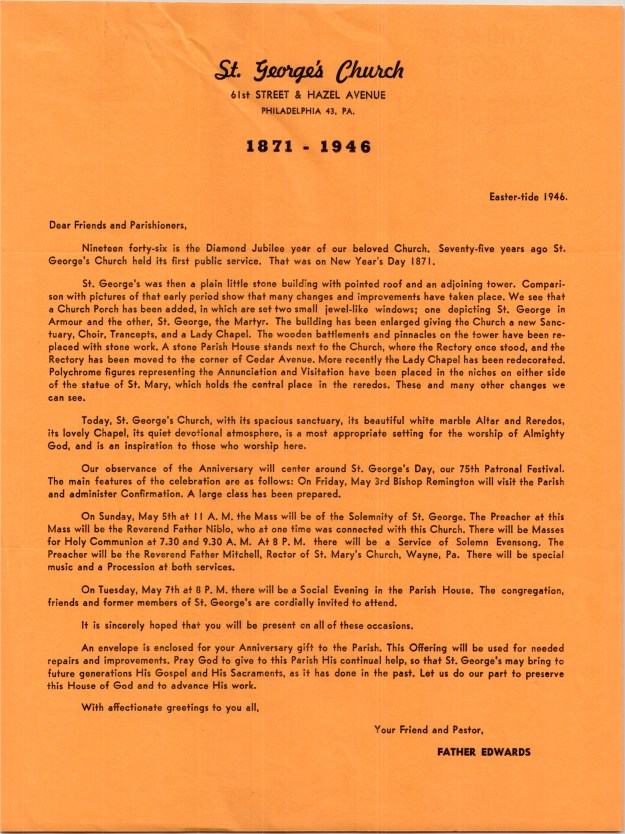 St. George's Church
61st STREET & HAZEL AVENUE
PHILADELPHIA 43, PA.
1871 - 1946
Easter-tide 1946.
Dear Friends and Parishioners,
Nineteen forty-six is the Diamond Jubilee year of our beloved Church. Seventy-five years ago St.
George's Church held its first public service. That was on New Year's Day 1871.
St. George's was then a plain little stone building with pointed roof and an adjoining tower. Compari-
son with pictures of that early period show that many changes and improvements have taken place. We see that
a Church Porch has been added, in which are set two small jewel-like windows; one depicting St. George in
Armour and the other, St. George, the Martyr. The building has been enlarged giving the Church a new Sanc-
tuary, Choir, Trancepts, and a Lady Chapel. The wooden battlements and pinnacles on the tower have been re-
placed with stone work. A stone Parish House stands next to the Church, where the Rectory once stood, and the
Rectory has been moved to the corner of Cedar Avenue. More recently the Lady Chapel has been redecorated.
Polychrome figures representing the Annunciation and Visitation have been placed in the niches on either side
of the statue of St. Mary, which holds the central place in the reredos. These and many other changes we
can see.
Today, St. George's Church, with its spacious sanctuary, its beautiful white marble Altar and Reredos,
its lovely Chapel, its quiet devotional atmosphere, is a most appropriate setting for the worship of Almighty
God, and is an inspiration to those who worship here.
Our observance of the Anniversary will center around St. George's Day, our 75th Patronal Festival.
The main features of the celebration are as follows: On Friday, May 3rd Bishop Remington will visit the Parish
and administer Confirmation. A large class has been prepared.
On Sunday, May 5th at 11 A. M. the Mass will be of the Solemnity of St. George. The Preacher at this
Mass will be the Reverend Father Niblo, who at one time was connected with this Church. There will be Masses
for Holy Communion at 7.30 and 9.30 A. M. At 8 P. M. there will be a Service of Solemn Evensong. The
Preacher will be the Reverend Father Mitchell, Rector of St. Mary's Church, Wayne, Pa. There will be special
music and a Procession at both services.
On Tuesday, May 7th at 8 P. M. there will be a Social Evening in the Parish House. The congregation,
friends and former members of St. George's are cordially invited to attend.
It is sincerely hoped that you will be present on all of these occasions.
An envelope is enclosed for your Anniversary gift to the Parish. This Offering will be used for needed
repairs and improvements. Pray God to give to this Parish His continual help, so that St. George's may bring to
future generations His Gospel and His Sacraments, as it has done in the past. Let us do our part to preserve
this House of God and to advance His work.
With affectionate greetings to you all,
Your Friend and Pastor,
FATHER EDWARDS